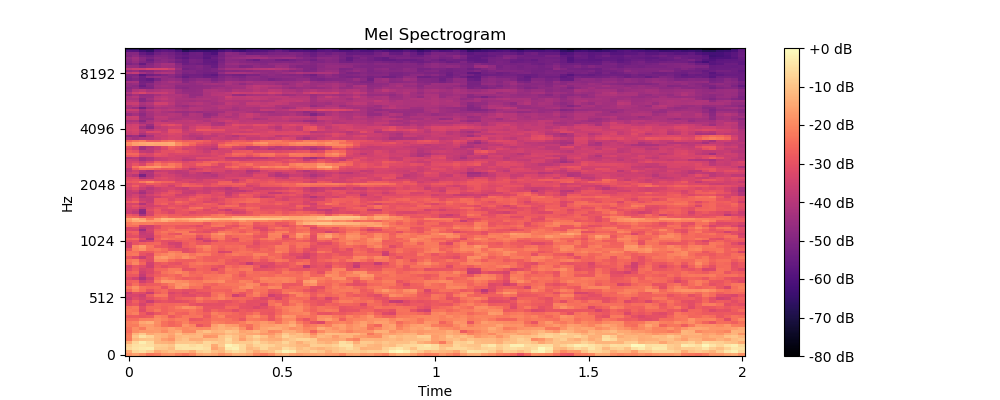 Mel Spectrogram
Hz
8192
4096
2048
1024
512
0
0 0.5 1 1.5 2
Time
+0 dB
-10 dB
-20 dB
-30 dB
-40 dB
-50 dB
-60 dB
-70 dB
-80 dB